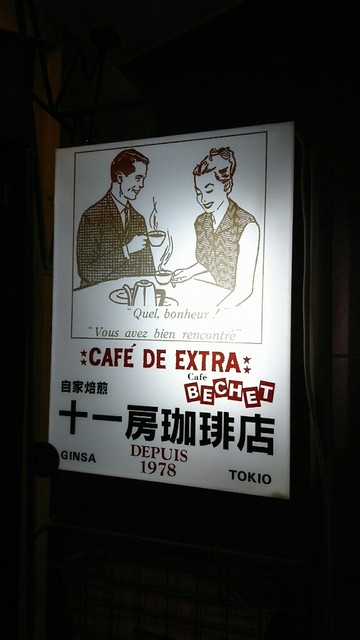 "Quel, bonheur!"
"Vous avez bien rencontré"
CAFÉ DE EXTRA
Café
BECHET
自家焙煎
十一房珈琲店
DEPUIS
1978
GINSA
TOKIO